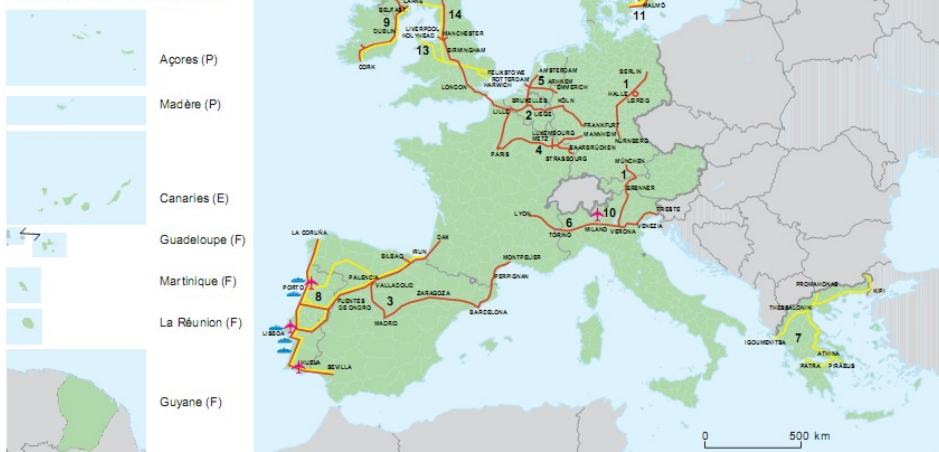 Açores (P)
Madère (P)
Canaries (E)
Guadeloupe (F)
Martinique (F)
La Réunion (F)
Guyane (F)
BELFAST
LARNE
9
DUBLIN
CORK
14
LIVERPOOL
HOLYHEAD
MANCHESTER
13
BIRMINGHAM
FELIXSTOWE
ROTTERDAM
HARWICH
LONDON
MALMÖ
11
AMSTERDAM
5
ARNHEM
EMMERICH
BERLIN
1
HALLE
LEIPZIG
BRUXELLES
KÖLN
LILLE
2
LIEGE
FRANKFURT
LUXEMBOURG
MANNHEIM
METZ
NÜRNBERG
PARIS
4
SAARBRÜCKEN
STRASBOURG
MÜNCHEN
1
BRENNER
LYON
10
TRIESTE
6
TORINO
MILANO
VERONA
VENEZIA
LA CORUÑA
DAX
IRUN
BILBAO
MONTPELIER
PERPIGNAN
PALENCIA
PORTO
8
VALLADOLID
FUENTES
DE ONORO
3
ZARAGOZA
BARCELONA
MADRID
LISBOA
SEVILLA
PROMAHONAS
KIPI
THESSALONIKI
IGOUMENITSA
7
ATHINA
PATRA
PIRAEUS
0
500 km